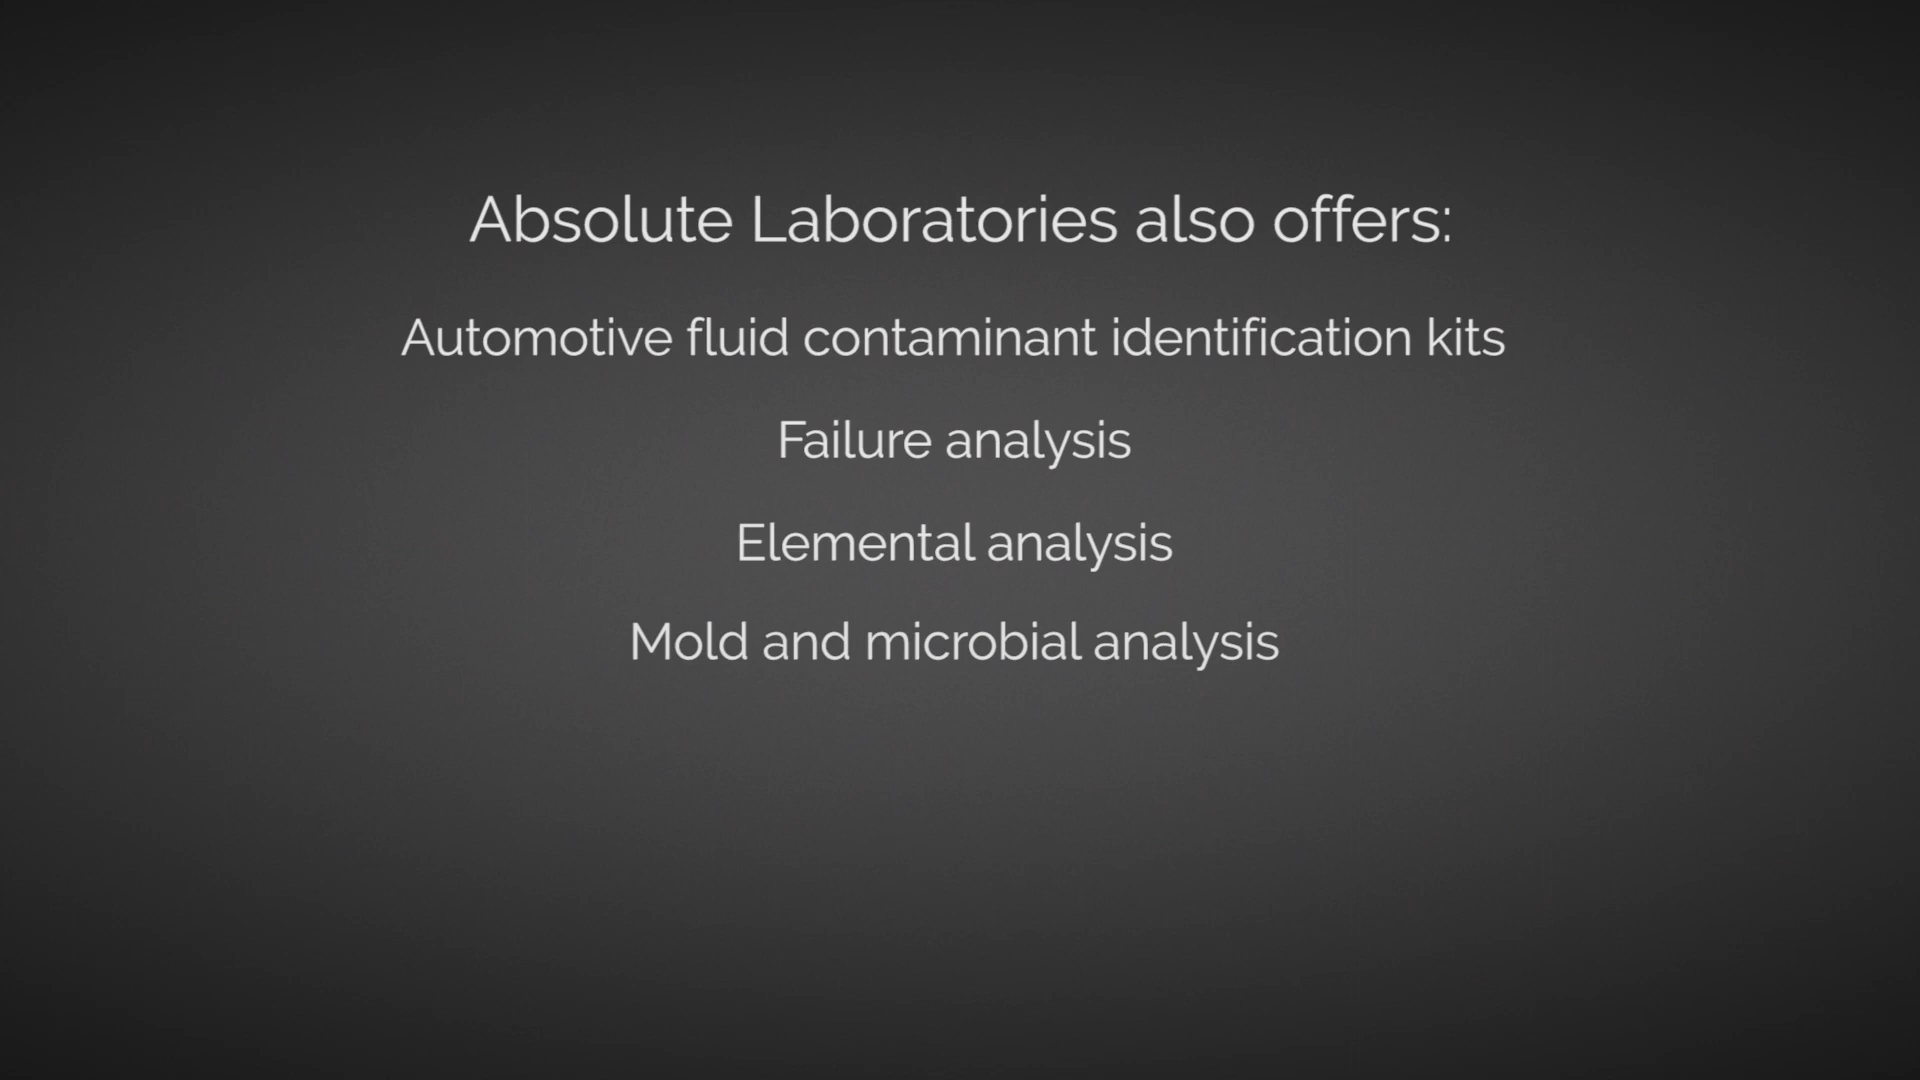 Absolute Laboratories also offers:
Automotive fluid contaminant identification kits
Failure analysis
Elemental analysis
Mold and microbial analysis